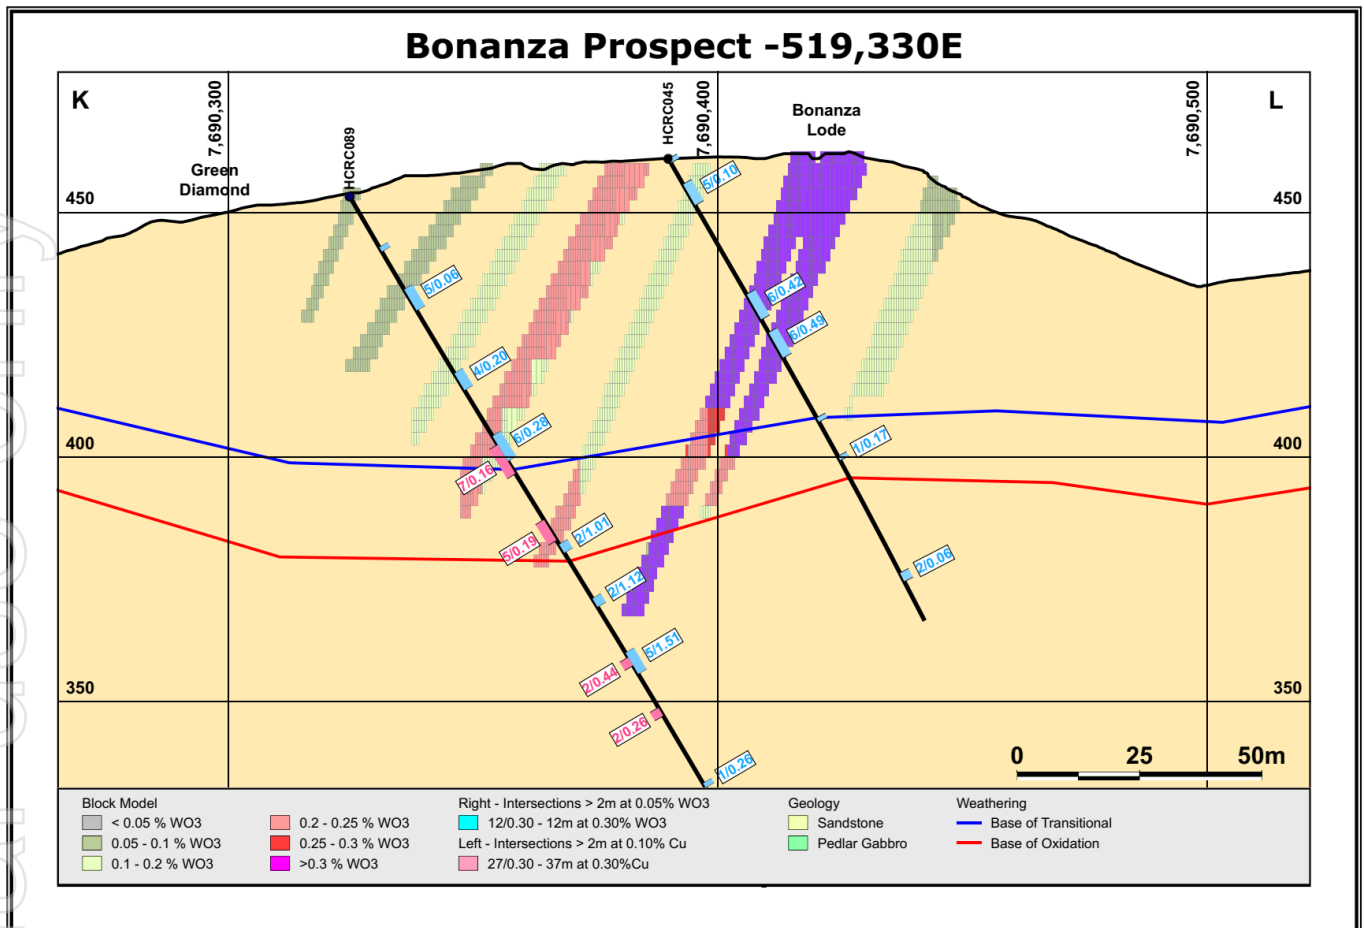 Bonanza Prospect -519,330E
K
7,690,300
HCRC089
HCRC045
7,690,400
Bonanza
Lode
7,690,500
L
Green
Diamond
450
450
5/0.10
5/0.06
6/0.42
6/0.49
4/0.20
6/0.28
1/0.17
400
400
7/0.16
5/0.19
2/1.01
2/0.06
2/1.12
5/1.51
2/0.44
350
350
2/0.26
1/0.26
0 25 50m
Block Model
< 0.05 % WO3
0.05 - 0.1 % WO3
0.1 - 0.2 % WO3
0.2 - 0.25 % WO3
0.25 - 0.3 % WO3
>0.3 % WO3
Right - Intersections > 2m at 0.05% WO3
12/0.30 - 12m at 0.30% WO3
Left - Intersections > 2m at 0.10% Cu
27/0.30 - 37m at 0.30%Cu
Geology
Sandstone
Pedlar Gabbro
Weathering
Base of Transitional
Base of Oxidation